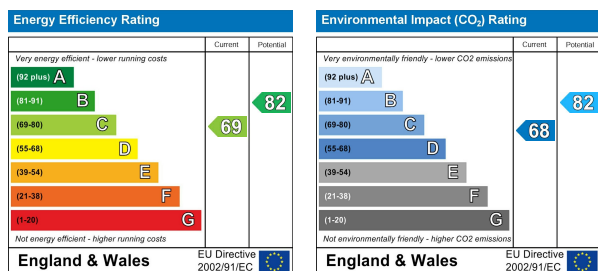 Energy Efficiency Rating
Current Potential
Very energy efficient - lower running costs
(92 plus) A
(81-91) B
82
(69-80) C
69
(55-68) D
(39-54) E
(21-38) F
(1-20) G
Not energy efficient - higher running costs
England & Wales
EU Directive
2002/91/EC
Environmental Impact (CO2) Rating
Current Potential
Very environmentally friendly - lower CO2 emissions
(92 plus) A
(81-91) B
82
(69-80) C
68
(55-68) D
(39-54) E
(21-38) F
(1-20) G
Not environmentally friendly - higher CO2 emissions
England & Wales
EU Directive
2002/91/EC